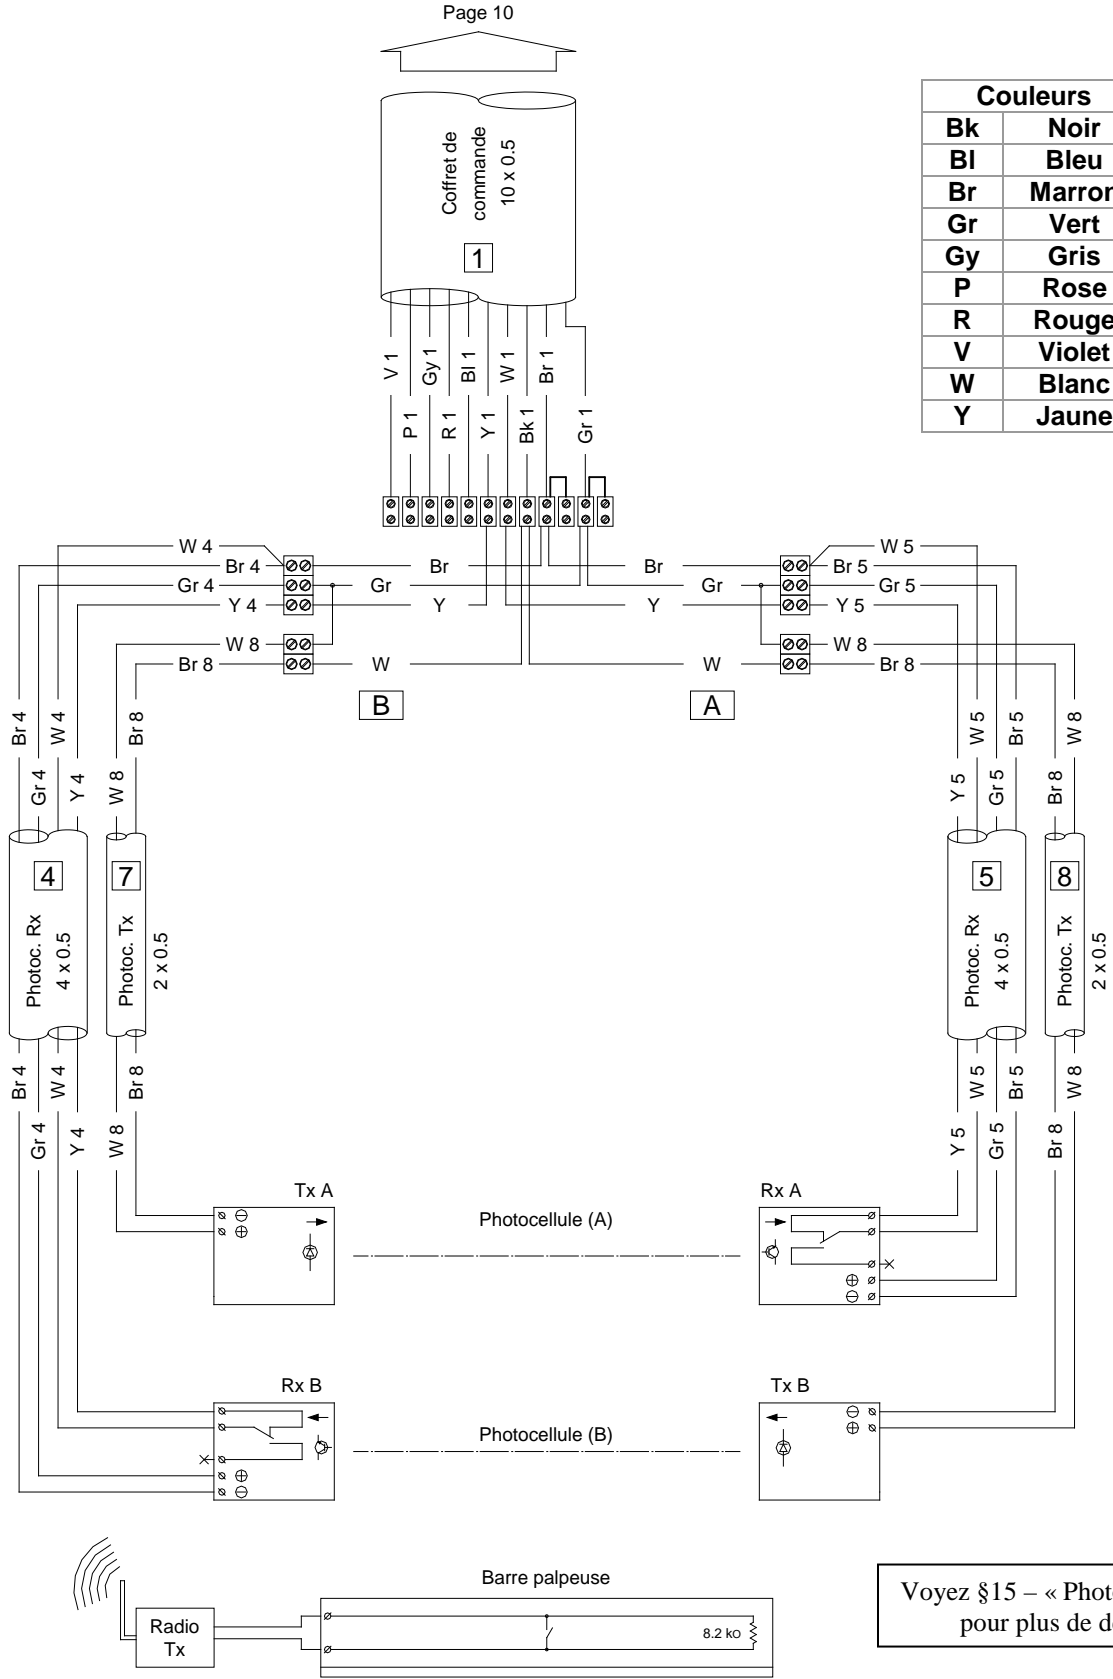 Page 10
Coffret de
commande
10 x 0.5
1
Couleurs
Bk Noir
Bl Bleu
Br Marron
Gr Vert
Gy Gris
P Rose
R Rouge
V Violet
W Blanc
Y Jaune
V 1
P 1
Gy 1
R 1
Bl 1
Y 1
W 1
Bk 1
Br 1
Gr 1
W 4
Br 4
Gr 4
Y 4
W 8
Br 8
Br
Gr
Y
W
B
Br
Gr
Y
W
A
W 5
Br 5
Gr 5
Y 5
W 8
Br 8
Br 4
Gr 4
W 4
Y 4
W 8
Br 8
Y 5
W 5
Gr 5
Br 5
Br 8
W 8
4
Photoc. Rx
4 x 0.5
7
Photoc. Tx
2 x 0.5
5
Photoc. Rx
4 x 0.5
8
Photoc. Tx
2 x 0.5
Br 4
Gr 4
W 4
Y 4
W 8
Br 8
Y 5
W 5
Gr 5
Br 5
Br 8
W 8
Tx A
Photocellule (A)
Rx A
Rx B
Photocellule (B)
Tx B
Barre palpeuse
Radio
Tx
8.2 kΩ
Voyez §15 – « Photo
pour plus de